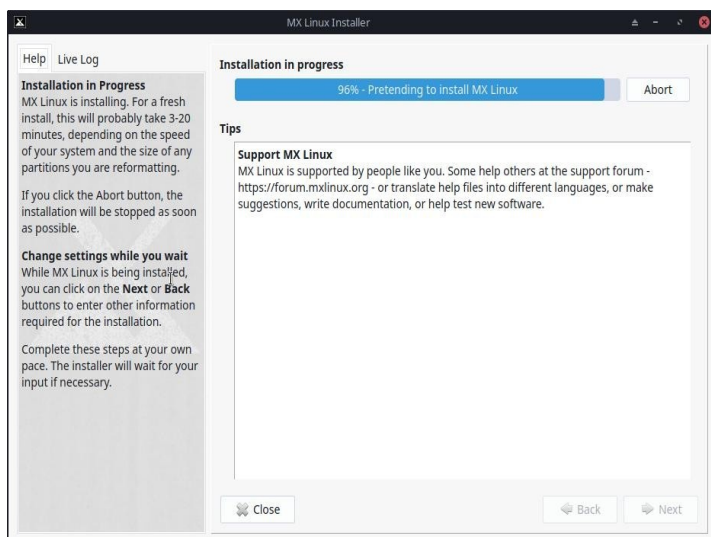 MX Linux Installer
Help Live Log
Installation in Progress
MX Linux is installing. For a fresh
install, this will probably take 3-20
minutes, depending on the speed
of your system and the size of any
partitions you are reformatting.
If you click the Abort button, the
installation will be stopped as soon
as possible.
Change settings while you wait
While MX Linux is being installed,
you can click on the Next or Back
buttons to enter other information
required for the installation.
Complete these steps at your own
pace. The installer will wait for your
input if necessary.
Installation in progress
96% - Pretending to install MX Linux
Abort
Tips
Support MX Linux
MX Linux is supported by people like you. Some help others at the support forum -
https://forum.mxlinux.org - or translate help files into different languages, or make
suggestions, write documentation, or help test new software.
Close
Back
Next